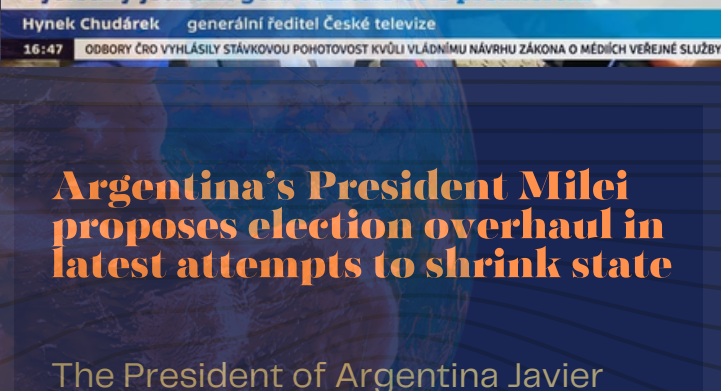 Hynek Chudárek generální ředitel České televize
16:47 ODBORY ČRO VYHLÁSILY STÁVKOVOU POHOTOVOST KVŮLI VLÁDNÍMU NÁVRHU ZÁKONA O MÉDIÍCH VEŘEJNÉ SLUŽBY
Argentina's President Milei
proposes election overhaul in
latest attempts to shrink state
The President of Argentina Javier